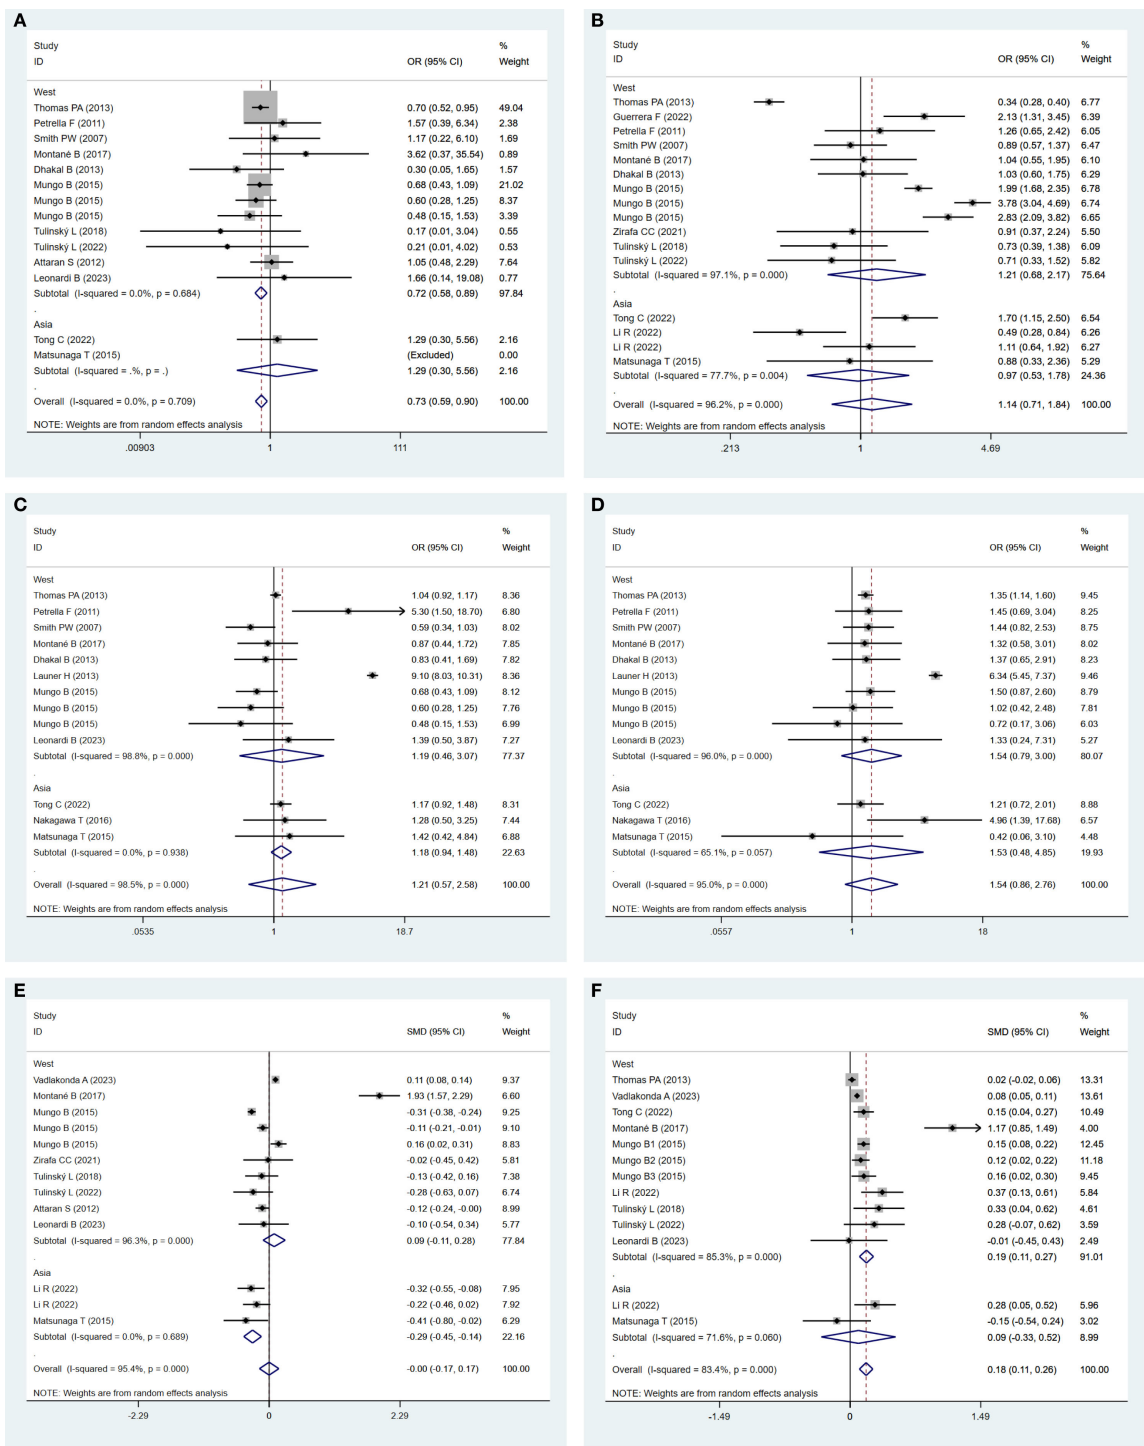 A
Study %
ID OR (95% CI) Weight
West
Thomas PA (2013) 0.70 (0.52, 0.95) 49.04
Petrella F (2011) 1.57 (0.39, 6.34) 2.38
Smith PW (2007) 1.17 (0.22, 6.10) 1.69
Montané B (2017) 3.62 (0.37, 35.54) 0.89
Dhakal B (2013) 0.30 (0.05, 1.65) 1.57
Mungo B (2015) 0.68 (0.43, 1.09) 21.02
Mungo B (2015) 0.60 (0.28, 1.25) 8.37
Mungo B (2015) 0.48 (0.15, 1.53) 3.39
Tulinský L (2018) 0.17 (0.01, 3.04) 0.55
Tulinský L (2022) 0.21 (0.01, 4.02) 0.53
Attaran S (2012) 1.05 (0.48, 2.29) 7.64
Leonardi B (2023) 1.66 (0.14, 19.08) 0.77
Subtotal (I-squared = 0.0%, p = 0.684) 0.72 (0.58, 0.89) 97.84
.
Asia
Tong C (2022) 1.29 (0.30, 5.56) 2.16
Matsunaga T (2015) (Excluded) 0.00
Subtotal (I-squared = .%, p = .) 1.29 (0.30, 5.56) 2.16
.
Overall (I-squared = 0.0%, p = 0.709) 0.73 (0.59, 0.90) 100.00
NOTE: Weights are from random effects analysis
.00903 1 111
B
Study %
ID OR (95% CI) Weight
West
Thomas PA (2013) 0.34 (0.28, 0.40) 6.77
Guerrera F (2022) 2.13 (1.31, 3.45) 6.39
Petrella F (2011) 1.26 (0.65, 2.42) 6.05
Smith PW (2007) 0.89 (0.57, 1.37) 6.47
Montané B (2017) 1.04 (0.55, 1.95) 6.10
Dhakal B (2013) 1.03 (0.60, 1.75) 6.29
Mungo B (2015) 1.99 (1.68, 2.35) 6.78
Mungo B (2015) 3.78 (3.04, 4.69) 6.74
Mungo B (2015) 2.83 (2.09, 3.82) 6.65
Zirafa CC (2021) 0.91 (0.37, 2.24) 5.50
Tulinský L (2018) 0.73 (0.39, 1.38) 6.09
Tulinský L (2022) 0.71 (0.33, 1.52) 5.82
Subtotal (I-squared = 97.1%, p = 0.000) 1.21 (0.68, 2.17) 75.64
.
Asia
Tong C (2022) 1.70 (1.15, 2.50) 6.54
Li R (2022) 0.49 (0.28, 0.84) 6.26
Li R (2022) 1.11 (0.64, 1.92) 6.27
Matsunaga T (2015) 0.88 (0.33, 2.36) 5.29
Subtotal (I-squared = 77.7%, p = 0.004) 0.97 (0.53, 1.78) 24.36
.
Overall (I-squared = 96.2%, p = 0.000) 1.14 (0.71, 1.84) 100.00
NOTE: Weights are from random effects analysis
.213 1 4.69
C
Study %
ID OR (95% CI) Weight
West
Thomas PA (2013) 1.04 (0.92, 1.17) 8.36
Petrella F (2011) 5.30 (1.50, 18.70) 6.80
Smith PW (2007) 0.59 (0.34, 1.03) 8.02
Montané B (2017) 0.87 (0.44, 1.72) 7.85
Dhakal B (2013) 0.83 (0.41, 1.69) 7.82
Launer H (2013) 9.10 (8.03, 10.31) 8.36
Mungo B (2015) 0.68 (0.43, 1.09) 8.12
Mungo B (2015) 0.60 (0.28, 1.25) 7.76
Mungo B (2015) 0.48 (0.15, 1.53) 6.99
Leonardi B (2023) 1.39 (0.50, 3.87) 7.27
Subtotal (I-squared = 98.8%, p = 0.000) 1.19 (0.46, 3.07) 77.37
.
Asia
Tong C (2022) 1.17 (0.92, 1.48) 8.31
Nakagawa T (2016) 1.28 (0.50, 3.25) 7.44
Matsunaga T (2015) 1.42 (0.42, 4.84) 6.88
Subtotal (I-squared = 0.0%, p = 0.938) 1.18 (0.94, 1.48) 22.63
.
Overall (I-squared = 98.5%, p = 0.000) 1.21 (0.57, 2.58) 100.00
NOTE: Weights are from random effects analysis
.0535 1 18.7
D
Study %
ID OR (95% CI) Weight
West
Thomas PA (2013) 1.35 (1.14, 1.60) 9.45
Petrella F (2011) 1.45 (0.69, 3.04) 8.25
Smith PW (2007) 1.44 (0.82, 2.53) 8.75
Montané B (2017) 1.32 (0.58, 3.01) 8.02
Dhakal B (2013) 1.37 (0.65, 2.91) 8.23
Launer H (2013) 6.34 (5.45, 7.37) 9.46
Mungo B (2015) 1.50 (0.87, 2.60) 8.79
Mungo B (2015) 1.02 (0.42, 2.48) 7.81
Mungo B (2015) 0.72 (0.17, 3.06) 6.03
Leonardi B (2023) 1.33 (0.24, 7.31) 5.27
Subtotal (I-squared = 96.0%, p = 0.000) 1.54 (0.79, 3.00) 80.07
.
Asia
Tong C (2022) 1.21 (0.72, 2.01) 8.88
Nakagawa T (2016) 4.96 (1.39, 17.68) 6.57
Matsunaga T (2015) 0.42 (0.06, 3.10) 4.48
Subtotal (I-squared = 65.1%, p = 0.057) 1.53 (0.48, 4.85) 19.93
.
Overall (I-squared = 95.0%, p = 0.000) 1.54 (0.86, 2.76) 100.00
NOTE: Weights are from random effects analysis
.0557 1 18
E
Study %
ID SMD (95% CI) Weight
West
Vadlakonda A (2023) 0.11 (0.08, 0.14) 9.37
Montané B (2017) 1.93 (1.57, 2.29) 6.60
Mungo B (2015) -0.31 (-0.38, -0.24) 9.25
Mungo B (2015) -0.11 (-0.21, -0.01) 9.10
Mungo B (2015) 0.16 (0.02, 0.31) 8.83
Zirafa CC (2021) -0.02 (-0.45, 0.42) 5.81
Tulinský L (2018) -0.13 (-0.42, 0.16) 7.38
Tulinský L (2022) -0.28 (-0.63, 0.07) 6.74
Attaran S (2012) -0.12 (-0.24, -0.00) 8.99
Leonardi B (2023) -0.10 (-0.54, 0.34) 5.77
Subtotal (I-squared = 96.3%, p = 0.000) 0.09 (-0.11, 0.28) 77.84
.
Asia
Li R (2022) -0.32 (-0.55, -0.08) 7.95
Li R (2022) -0.22 (-0.46, 0.02) 7.92
Matsunaga T (2015) -0.41 (-0.80, -0.02) 6.29
Subtotal (I-squared = 0.0%, p = 0.689) -0.29 (-0.45, -0.14) 22.16
.
Overall (I-squared = 95.4%, p = 0.000) -0.00 (-0.17, 0.17) 100.00
NOTE: Weights are from random effects analysis
-2.29 0 2.29
F
Study %
ID SMD (95% CI) Weight
West
Thomas PA (2013) 0.02 (-0.02, 0.06) 13.31
Vadlakonda A (2023) 0.08 (0.05, 0.11) 13.61
Tong C (2022) 0.15 (0.04, 0.27) 10.49
Montané B (2017) 1.17 (0.85, 1.49) 4.00
Mungo B1 (2015) 0.15 (0.08, 0.22) 12.45
Mungo B2 (2015) 0.12 (0.02, 0.22) 11.18
Mungo B3 (2015) 0.16 (0.02, 0.30) 9.45
Li R (2022) 0.37 (0.13, 0.61) 5.84
Tulinský L (2018) 0.33 (0.04, 0.62) 4.61
Tulinský L (2022) 0.28 (-0.07, 0.62) 3.59
Leonardi B (2023) -0.01 (-0.45, 0.43) 2.49
Subtotal (I-squared = 85.3%, p = 0.000) 0.19 (0.11, 0.27) 91.01
.
Asia
Li R (2022) 0.28 (0.05, 0.52) 5.96
Matsunaga T (2015) -0.15 (-0.54, 0.24) 3.02
Subtotal (I-squared = 71.6%, p = 0.060) 0.09 (-0.33, 0.52) 8.99
.
Overall (I-squared = 83.4%, p = 0.000) 0.18 (0.11, 0.26) 100.00
NOTE: Weights are from random effects analysis
-1.49 0 1.49